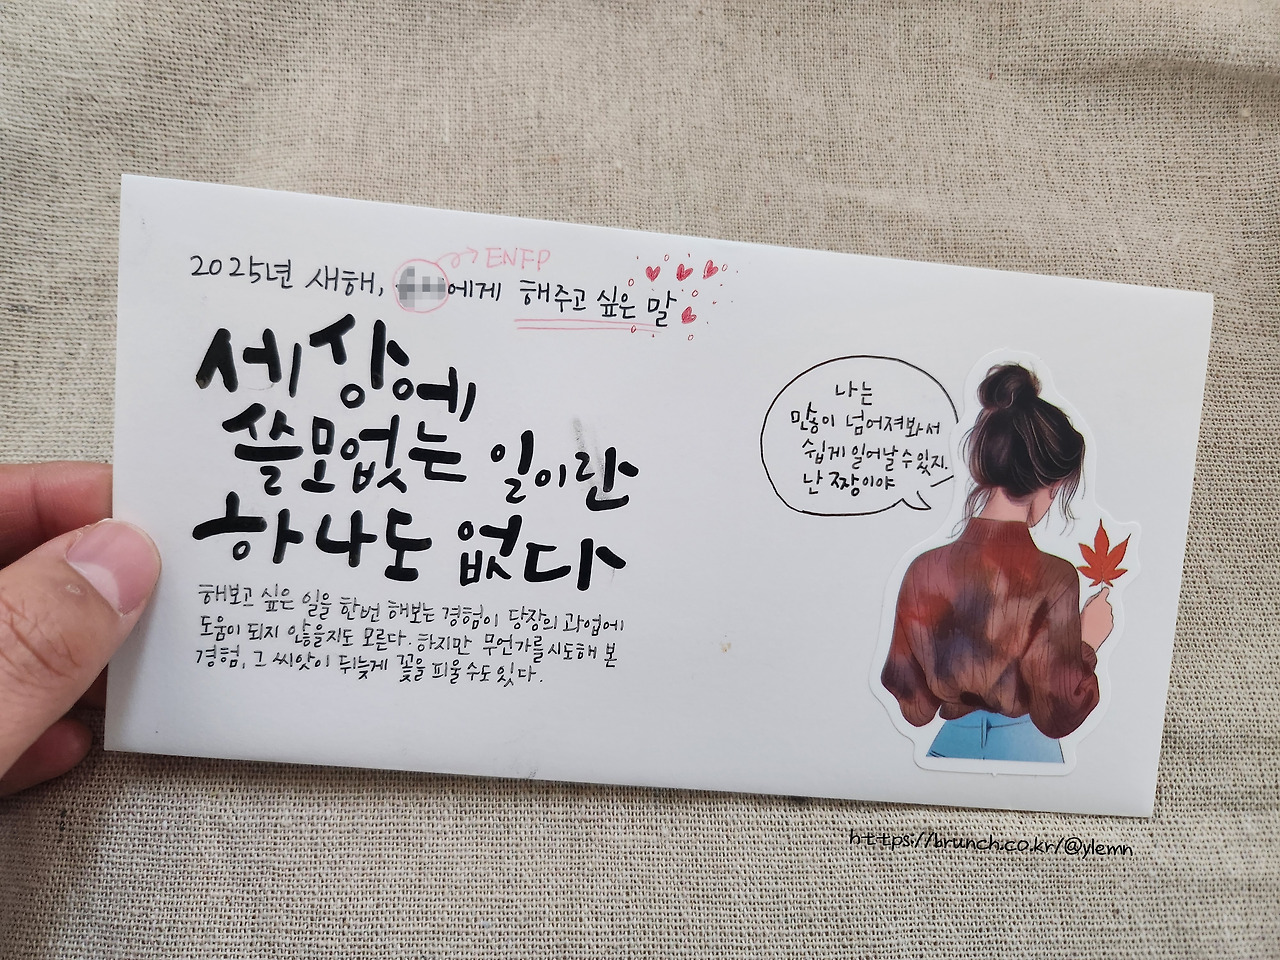 2025년 새해, 에게 해주고 싶은 말
ENFP
세상에
쓸모없는 일이란
하나도 없다
해보고 싶은 일을 한번 해보는 경험이 당장의 과업에
도움이 되지 않을지도 모른다. 하지만 무언가를 시도해 본
경험, 그 씨앗이 뒤늦게 꽃을 피울 수도 있다.
나는
많이 넘어져봐서
쉽게 일어날 수 있지.
난 짱이야
https://brunch.co.kr/@ylemn